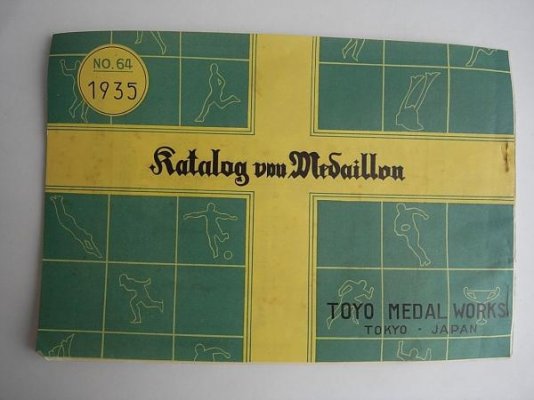 NO. 64
1935
Katalog von Medaillon
TOYO MEDAL WORKS
TOKYO - JAPAN